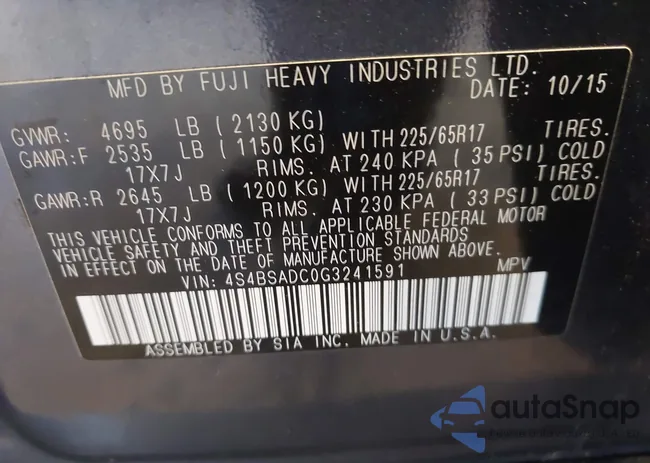 MFD BY FUJI HEAVY INDUSTRIES LTD.
DATE: 10/15
GVWR: 4695 LB (2130 KG)
GAWR:F 2535 LB (1150 KG) WITH 225/65R17 TIRES.
17X7J RIMS. AT 240 KPA (35 PSI) COLD
GAWR:R 2645 LB (1200 KG) WITH 225/65R17 TIRES.
17X7J RIMS. AT 230 KPA (33 PSI) COLD
THIS VEHICLE CONFORMS TO ALL APPLICABLE FEDERAL MOTOR
VEHICLE SAFETY, THEFT PREVENTION STANDARDS
IN EFFECT ON THE DATE OF MANUFACTURE SHOWN ABOVE.
VIN: 4S4BSADC0G3241591 MPV
ASSEMBLED BY SIA INC. MADE IN U.S.A.
autoSnap